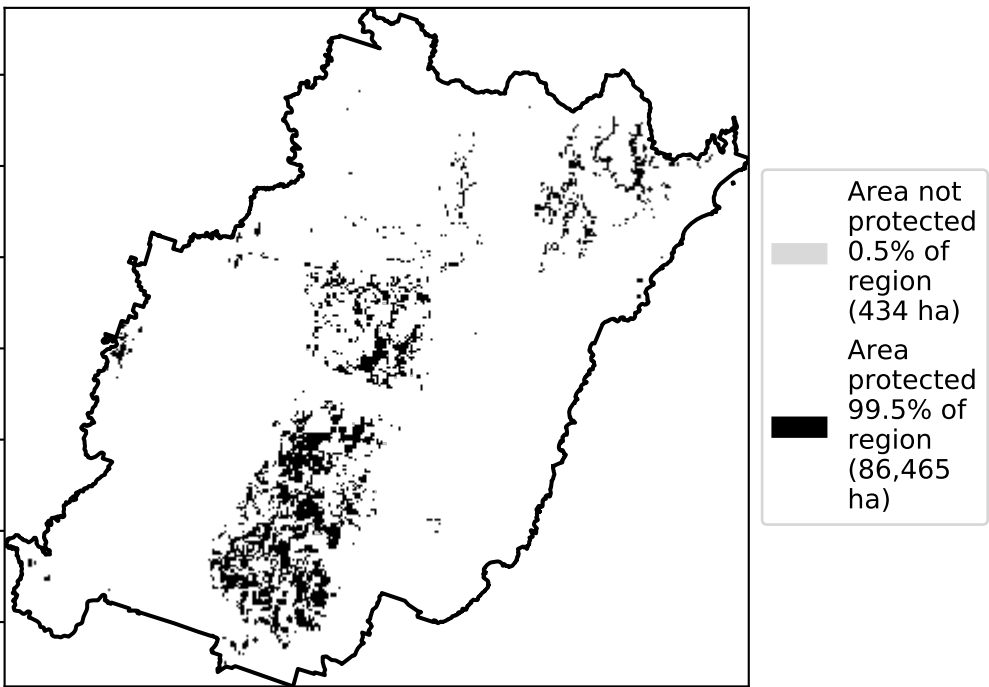 Area not
protected
0.5% of
region
(434 ha)
Area
protected
99.5% of
region
(86,465
ha)